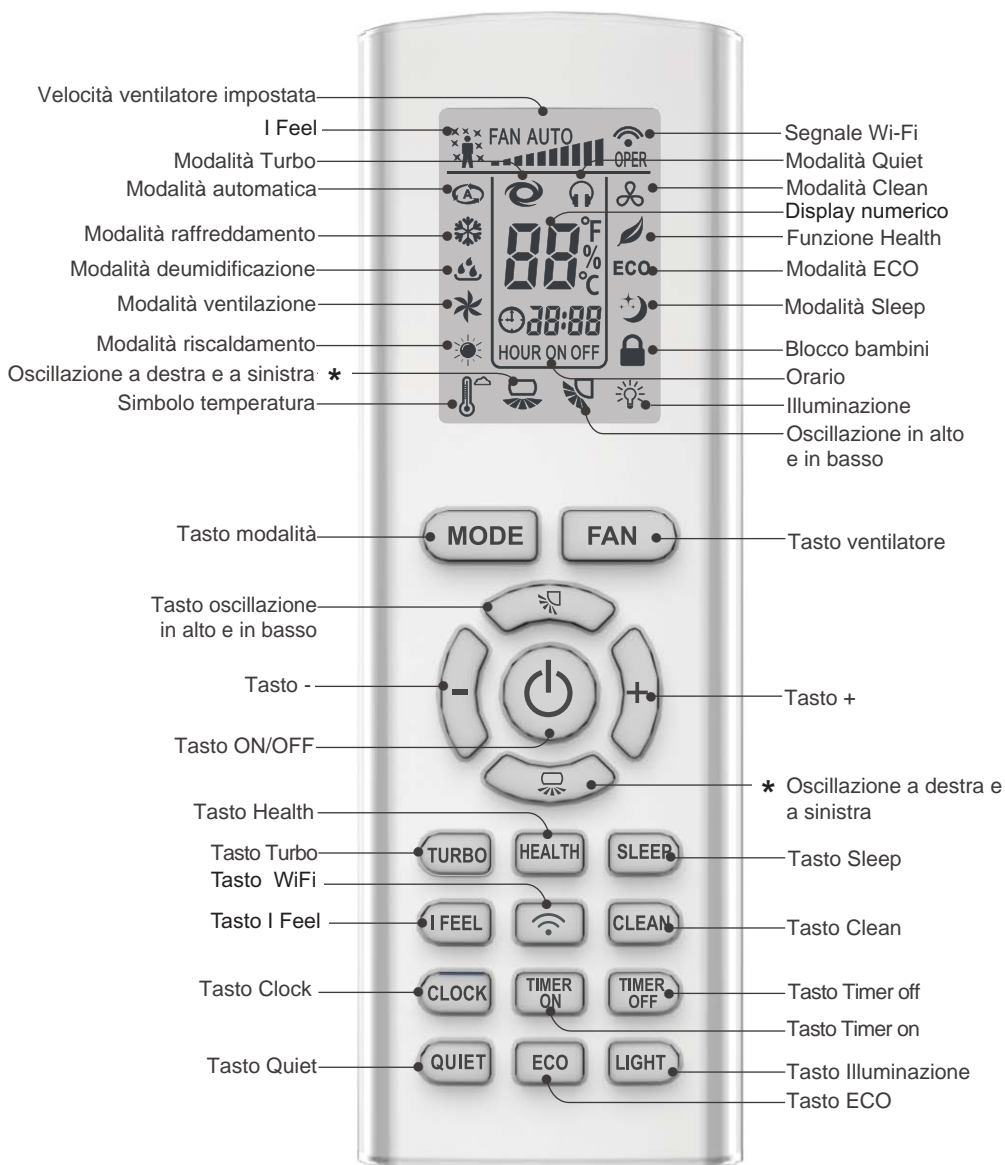 Velocità ventilatore impostata
I Feel
Modalità Turbo
Modalità automatica
Modalità raffreddamento
Modalità deumidificazione
Modalità ventilazione
Modalità riscaldamento
Oscillazione a destra e a sinistra *
Simbolo temperatura
FAN AUTO
OPER
A
88 °F
%
°C
ECO
28:88
HOUR ON OFF
Segnale Wi-Fi
Modalità Quiet
Modalità Clean
Display numerico
Funzione Health
Modalità ECO
Modalità Sleep
Blocco bambini
Orario
Illuminazione
Oscillazione in alto
e in basso
Tasto modalità
MODE
FAN
Tasto ventilatore
Tasto oscillazione
in alto e in basso
Tasto -
-
+
Tasto +
Tasto ON/OFF
* Oscillazione a destra e
a sinistra
Tasto Health
Tasto Turbo
TURBO
HEALTH
SLEEP
Tasto Sleep
Tasto WiFi
Tasto I Feel
I FEEL
CLEAN
Tasto Clean
Tasto Clock
CLOCK
TIMER
ON
TIMER
OFF
Tasto Timer off
Tasto Timer on
Tasto Quiet
QUIET
ECO
LIGHT
Tasto Illuminazione
Tasto ECO